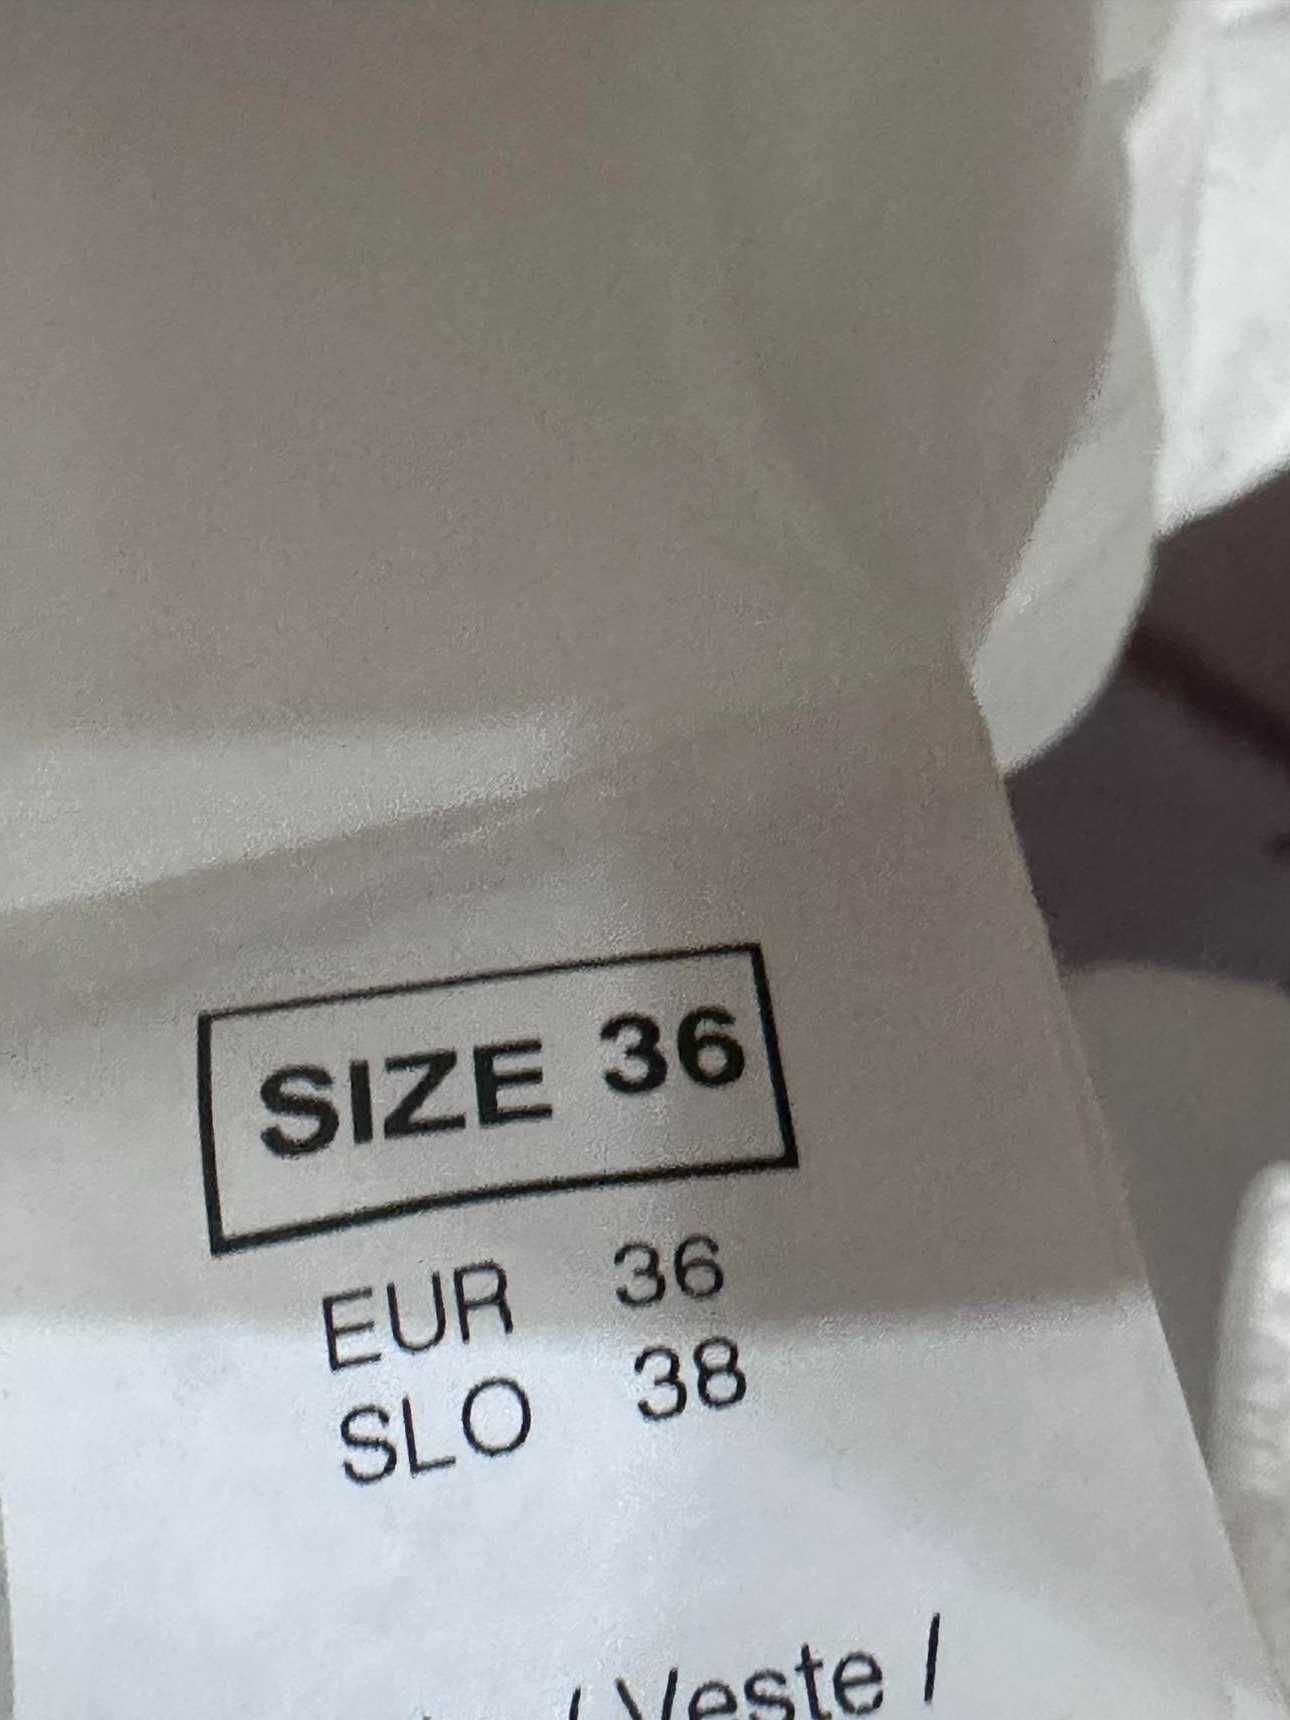 SIZE 36
EUR 36
SLO 38
/ Veste /